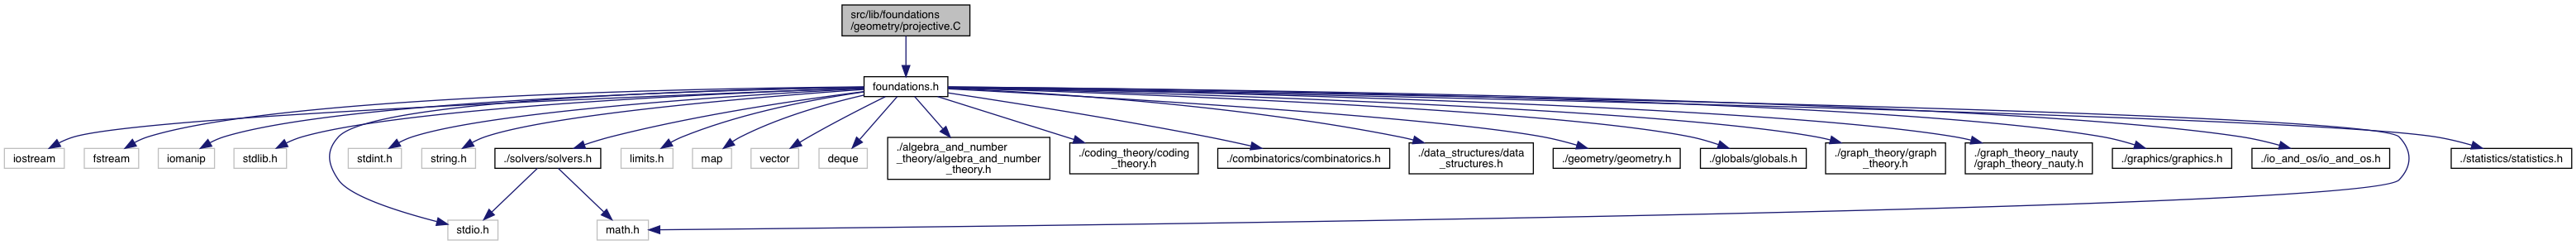 src/lib/foundations
/geometry/projective.C
foundations.h
iostream
fstream
iomanip
stdlib.h
stdint.h
string.h
./solvers/solvers.h
limits.h
map
vector
deque
./algebra_and_number
_theory/algebra_and_number
_theory.h
./coding_theory/coding
_theory.h
./combinatorics/combinatorics.h
./data_structures/data
_structures.h
./geometry/geometry.h
./globals/globals.h
./graph_theory/graph
_theory.h
./graph_theory_nauty
/graph_theory_nauty.h
./graphics/graphics.h
./io_and_os/io_and_os.h
./statistics/statistics.h
stdio.h
math.h